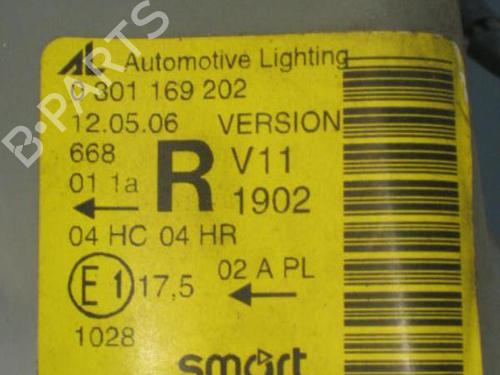 B-PARTS
AL Automotive Lighting
0 301 169 202
12.05.06 VERSION
668 R V11
01 1a 1902
04 HC 04 HR
E1 17,5 02 A PL
1028 smart